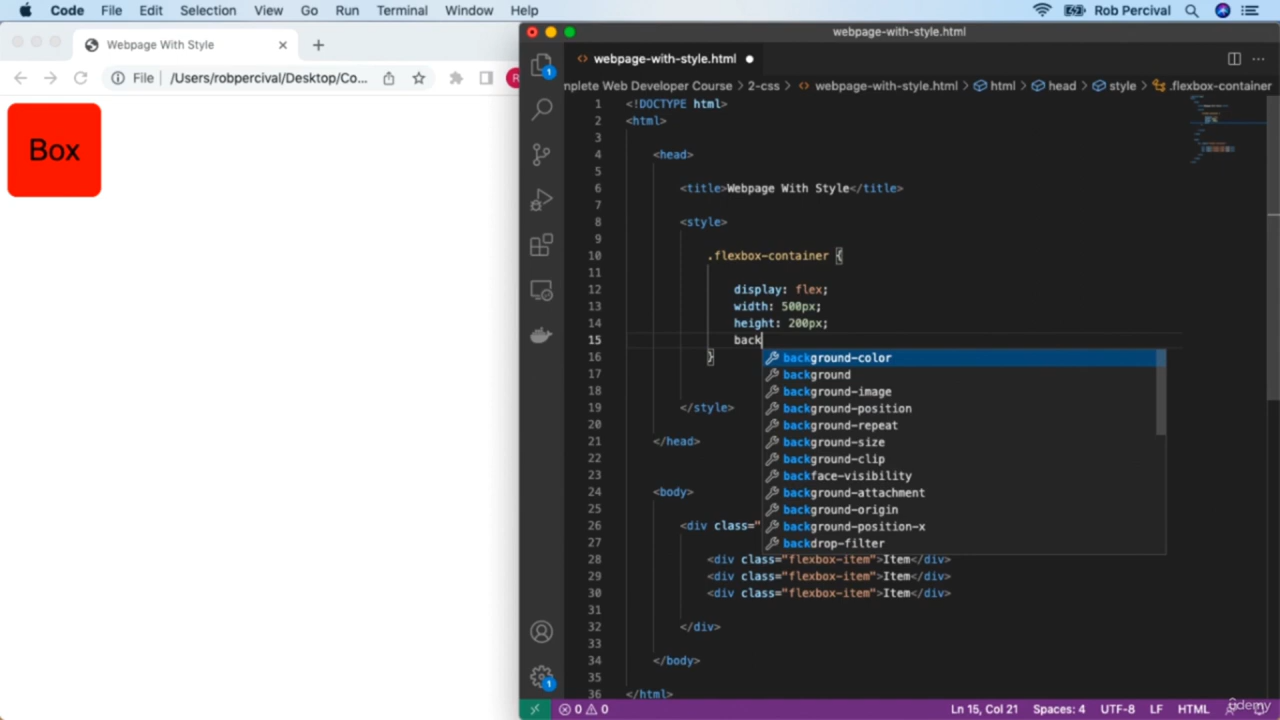 Code File Edit Selection View Go Run Terminal Window Help Rob Percival
Webpage With Style
File /Users/robpercival/Desktop/Co... R
Box
webpage-with-style.html
webpage-with-style.html
mplete Web Developer Course > 2-css > webpage-with-style.html > html > head > style > .flexbox-container
1 <!DOCTYPE html>
2 <html>
3
4 <head>
5
6 <title>Webpage With Style</title>
7
8 <style>
9
10 .flexbox-container {
11
12 display: flex;
13 width: 500px;
14 height: 200px;
15 back
16 }
17
18
19 </style>
20
21 </head>
22
23
24 <body>
25
26 <div class="
27
28 <div class="flexbox-item">Item</div>
29 <div class="flexbox-item">Item</div>
30 <div class="flexbox-item">Item</div>
31
32 </div>
33
34 </body>
35
36 </html>
background-color
background
background-image
background-position
background-repeat
background-size
background-clip
backface-visibility
background-attachment
background-origin
background-position-x
backdrop-filter
1
1
0 0 Ln 15, Col 21 Spaces: 4 UTF-8 LF HTML
ûdemy